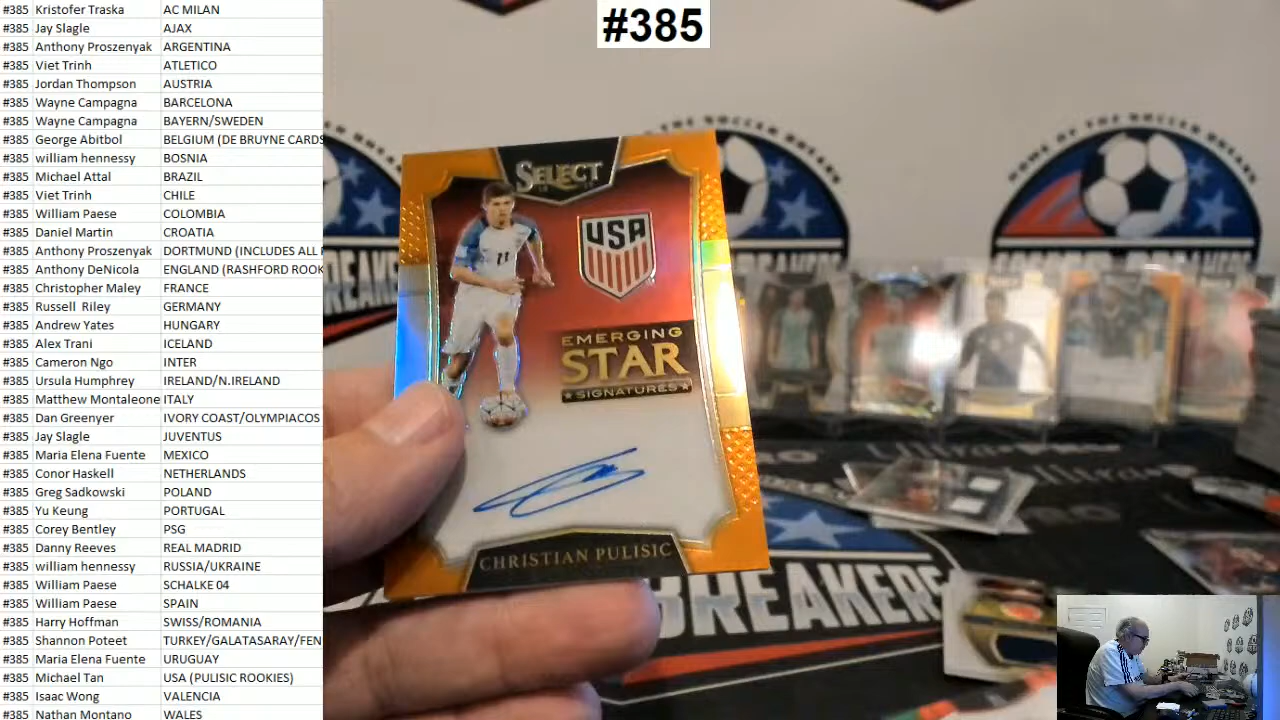 #385 Kristofer Traska AC MILAN
#385 Jay Slagle AJAX
#385 Anthony Proszenyak ARGENTINA
#385 Viet Trinh ATLETICO
#385 Jordan Thompson AUSTRIA
#385 Wayne Campagna BARCELONA
#385 Wayne Campagna BAYERN/SWEDEN
#385 George Abitbol BELGIUM (DE BRUYNE CARDS
#385 william hennessy BOSNIA
#385 Michael Attal BRAZIL
#385 Viet Trinh CHILE
#385 William Paese COLOMBIA
#385 Daniel Martin CROATIA
#385 Anthony Proszenyak DORTMUND (INCLUDES ALL
#385 Anthony DeNicola ENGLAND (RASHFORD ROOK
#385 Christopher Maley FRANCE
#385 Russell Riley GERMANY
#385 Andrew Yates HUNGARY
#385 Alex Trani ICELAND
#385 Cameron Ngo INTER
#385 Ursula Humphrey IRELAND/N.IRELAND
#385 Matthew Montaleone ITALY
#385 Dan Greenyer IVORY COAST/OLYMPIACOS
#385 Jay Slagle JUVENTUS
#385 Maria Elena Fuente MEXICO
#385 Conor Haskell NETHERLANDS
#385 Greg Sadkowski POLAND
#385 Yu Keung PORTUGAL
#385 Corey Bentley PSG
#385 Danny Reeves REAL MADRID
#385 william hennessy RUSSIA/UKRAINE
#385 William Paese SCHALKE 04
#385 William Paese SPAIN
#385 Harry Hoffman SWISS/ROMANIA
#385 Shannon Poteet TURKEY/GALATASARAY/FEN
#385 Maria Elena Fuente URUGUAY
#385 Michael Tan USA (PULISIC ROOKIES)
#385 Isaac Wong VALENCIA
#385 Nathan Montano WALES
#385
SELECT
USA
11
EMERGING
STAR
SIGNATURES
CHRISTIAN PULISIC
BREAKERS